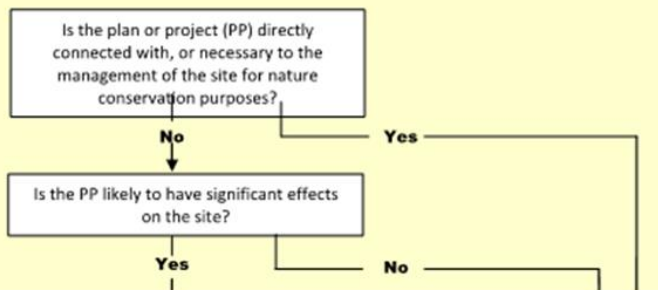 Is the plan or project (PP) directly
connected with, or necessary to the
management of the site for nature
conservation purposes?
No
Yes
Is the PP likely to have significant effects
on the site?
Yes
No